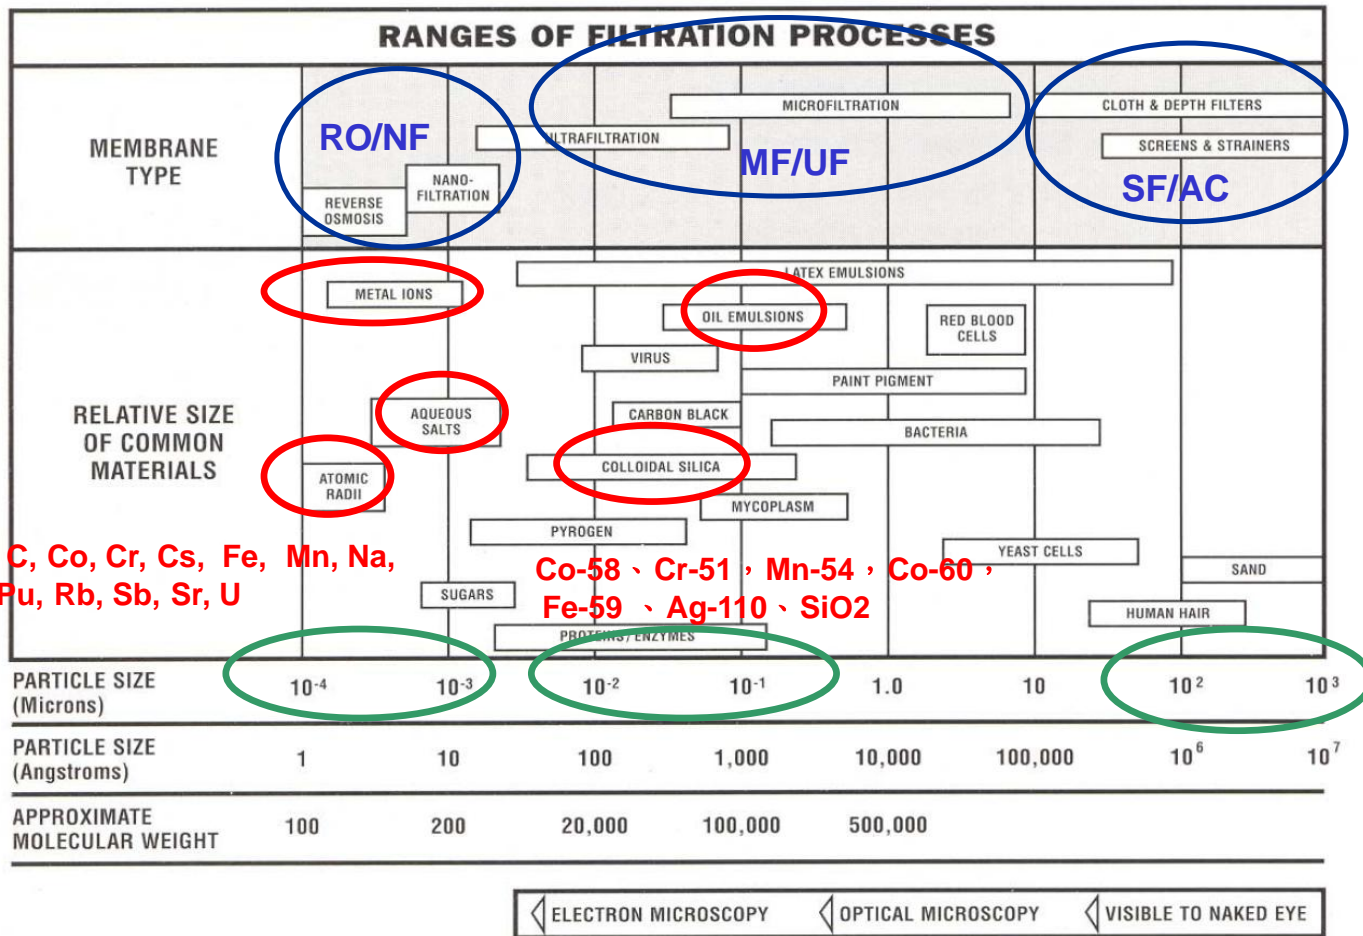 RANGES OF FILTRATION PROCESSES
MEMBRANE
TYPE
RO/NF
MICROFILTRATION
CLOTH & DEPTH FILTERS
ILTRAFILTRATION
SCREENS & STRAINERS
MF/UF
SF/AC
NANO-
FILTRATION
REVERSE
OSMOSIS
RELATIVE SIZE
OF COMMON
MATERIALS
LATEX EMULSIONS
METAL IONS
OIL EMULSIONS
RED BLOOD
CELLS
VIRUS
PAINT PIGMENT
AQUEOUS
SALTS
CARBON BLACK
BACTERIA
COLLOIDAL SILICA
ATOMIC
RADII
MYCOPLASM
PYROGEN
YEAST CELLS
SAND
C, Co, Cr, Cs, Fe, Mn, Na,
Pu, Rb, Sb, Sr, U
Co-58、Cr-51，Mn-54，Co-60，
Fe-59 、Ag-110、SiO2
SUGARS
HUMAN HAIR
PROTEINS/ENZYMES
PARTICLE SIZE
(Microns)
10⁻⁴ 10⁻³ 10⁻² 10⁻¹ 1.0 10 10² 10³
PARTICLE SIZE
(Angstroms)
1 10 100 1,000 10,000 100,000 10⁶ 10⁷
APPROXIMATE
MOLECULAR WEIGHT
100 200 20,000 100,000 500,000
ELECTRON MICROSCOPY OPTICAL MICROSCOPY VISIBLE TO NAKED EYE